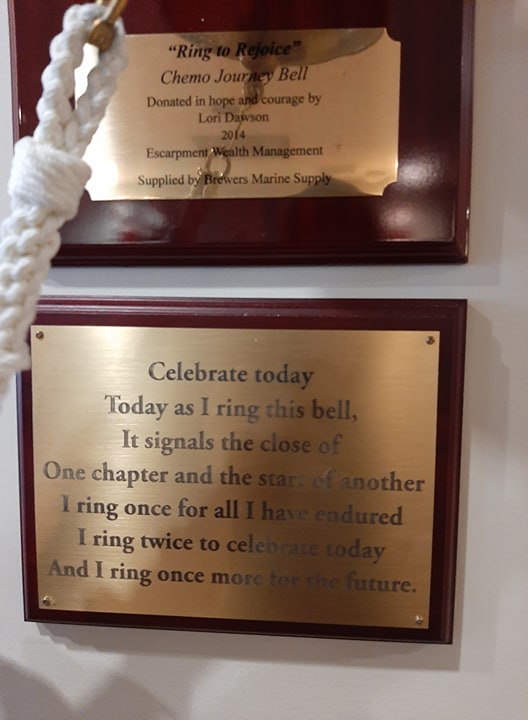 “Ring to Rejoice”
Chemo Journey Bell
Donated in hope and courage by
Lori Dawson
2014
Escarpment Wealth Management
Supplied by Brewers Marine Supply
Celebrate today
Today as I ring this bell,
It signals the close of
One chapter and the start of another
I ring once for all I have endured
I ring twice to celebrate today
And I ring once more for the future.